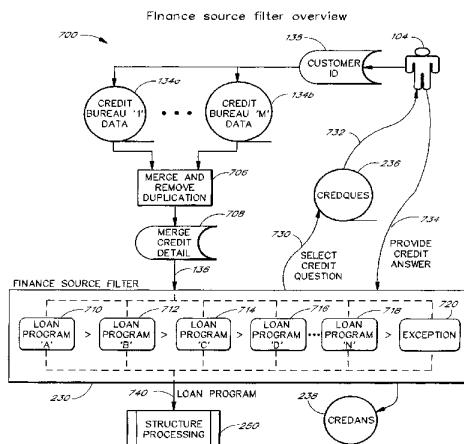 Finance source filter overview
700
135
104
CUSTOMER
ID
134a
134b
CREDIT
BUREAU '1'
DATA
CREDIT
BUREAU 'M'
DATA
732
236
MERGE AND
REMOVE
DUPLICATION
706
CREDQUES
708
MERGE
CREDIT
DETAIL
730
734
SELECT
CREDIT
QUESTION
PROVIDE
CREDIT
ANSWER
136
FINANCE SOURCE FILTER
710
712
714
716
718
720
LOAN
PROGRAM
'A'
>
LOAN
PROGRAM
'B'
>
LOAN
PROGRAM
'C'
>
LOAN
PROGRAM
'D'
LOAN
PROGRAM
'N'
>
EXCEPTION
230
740
LOAN PROGRAM
238
CREDANS
STRUCTURE
PROCESSING
250